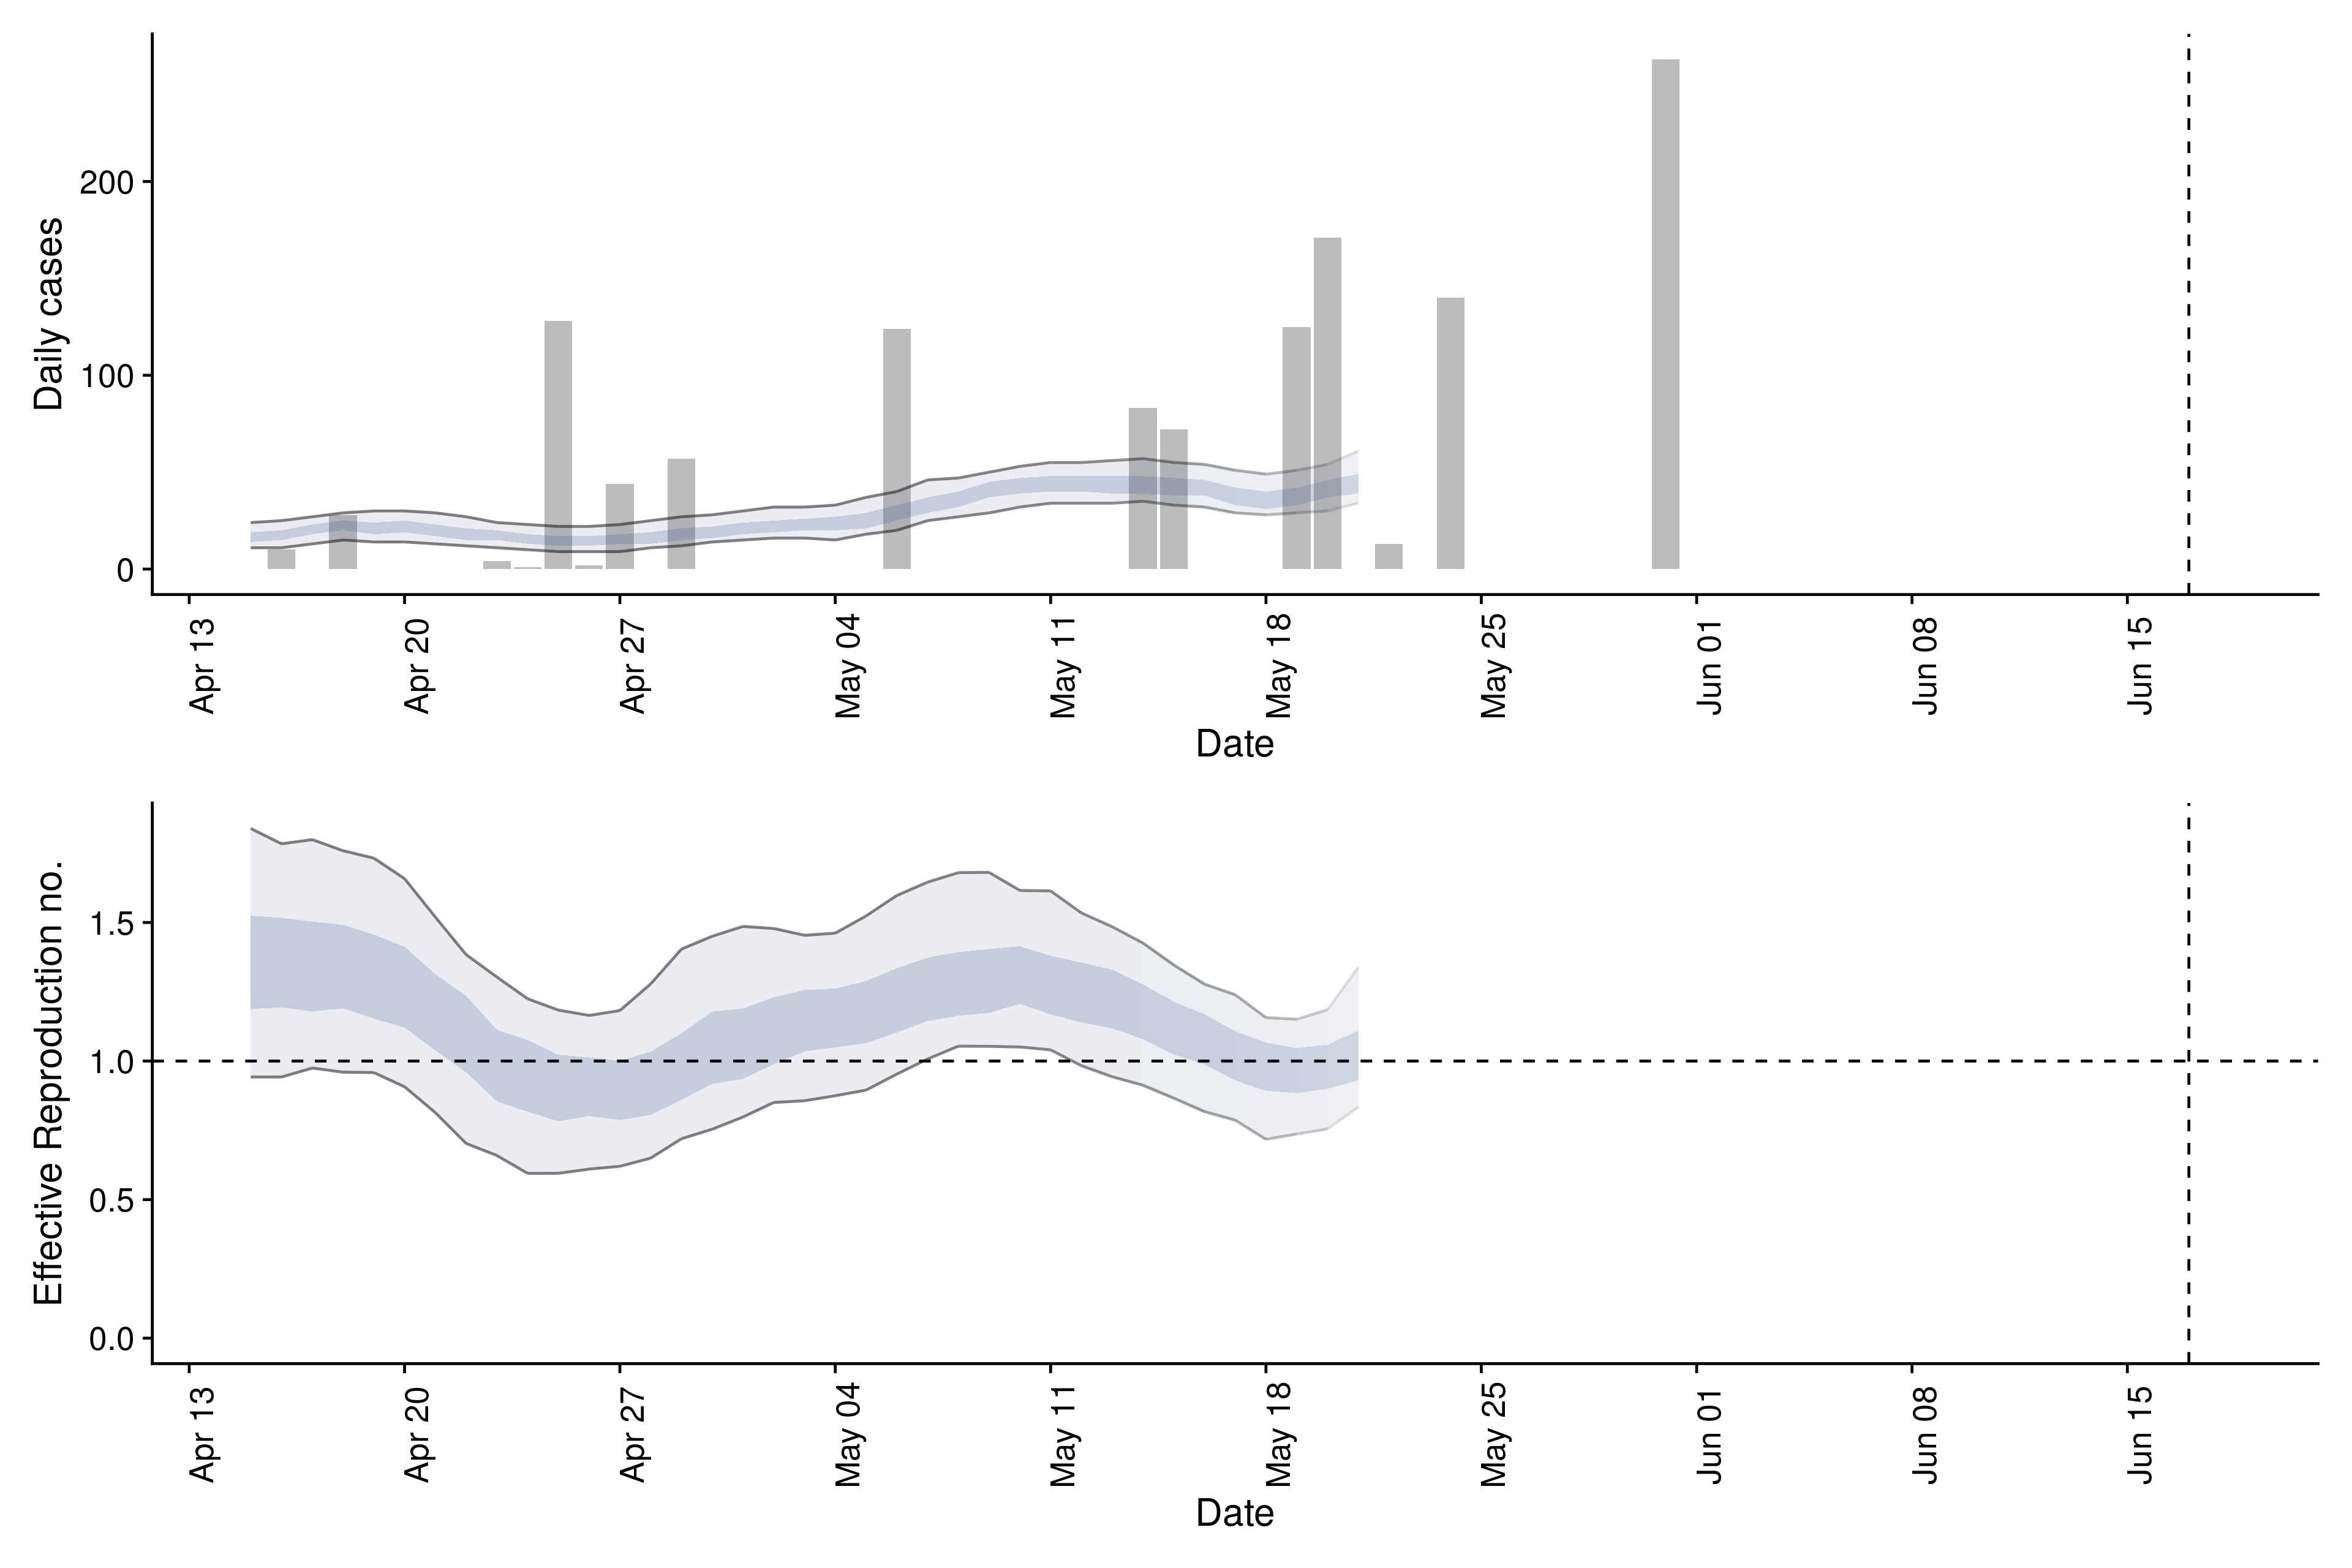 Daily cases
200
100
0
Apr 13
Apr 20
Apr 27
May 04
May 11
May 18
May 25
Jun 01
Jun 08
Jun 15
Date
Effective Reproduction no.
1.5
1.0
0.5
0.0
Apr 13
Apr 20
Apr 27
May 04
May 11
May 18
May 25
Jun 01
Jun 08
Jun 15
Date